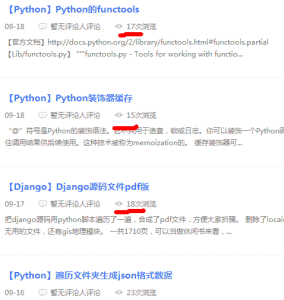 【Python】Python的functools
09-18 暂无评论人评论 17次浏览
【官方文档】http://docs.python.org/2/library/functools.html#functools.partial
【Lib/functools.py】 """functools.py - Tools for working with functio...
【Python】Python装饰器缓存
09-18 暂无评论人评论 15次浏览
“@”符号是Python的装饰语法。它不只用于追查，锁或日志。你可以装饰一个Python函
住调用结果供后续使用。这种技术被称为memoization的。 缓存装饰器可...
【Django】Django源码文件pdf版
09-17 暂无评论人评论 18次浏览
把django源码用python脚本遍历了一遍，合成了pdf文件，方便大家折腾。 删除了local
无用的文件，还有gis地理模块。 一共1710页，可以当做休闲书来看，...
【Python】遍历文件夹生成json格式数据
09-16 暂无评论人评论 23次浏览